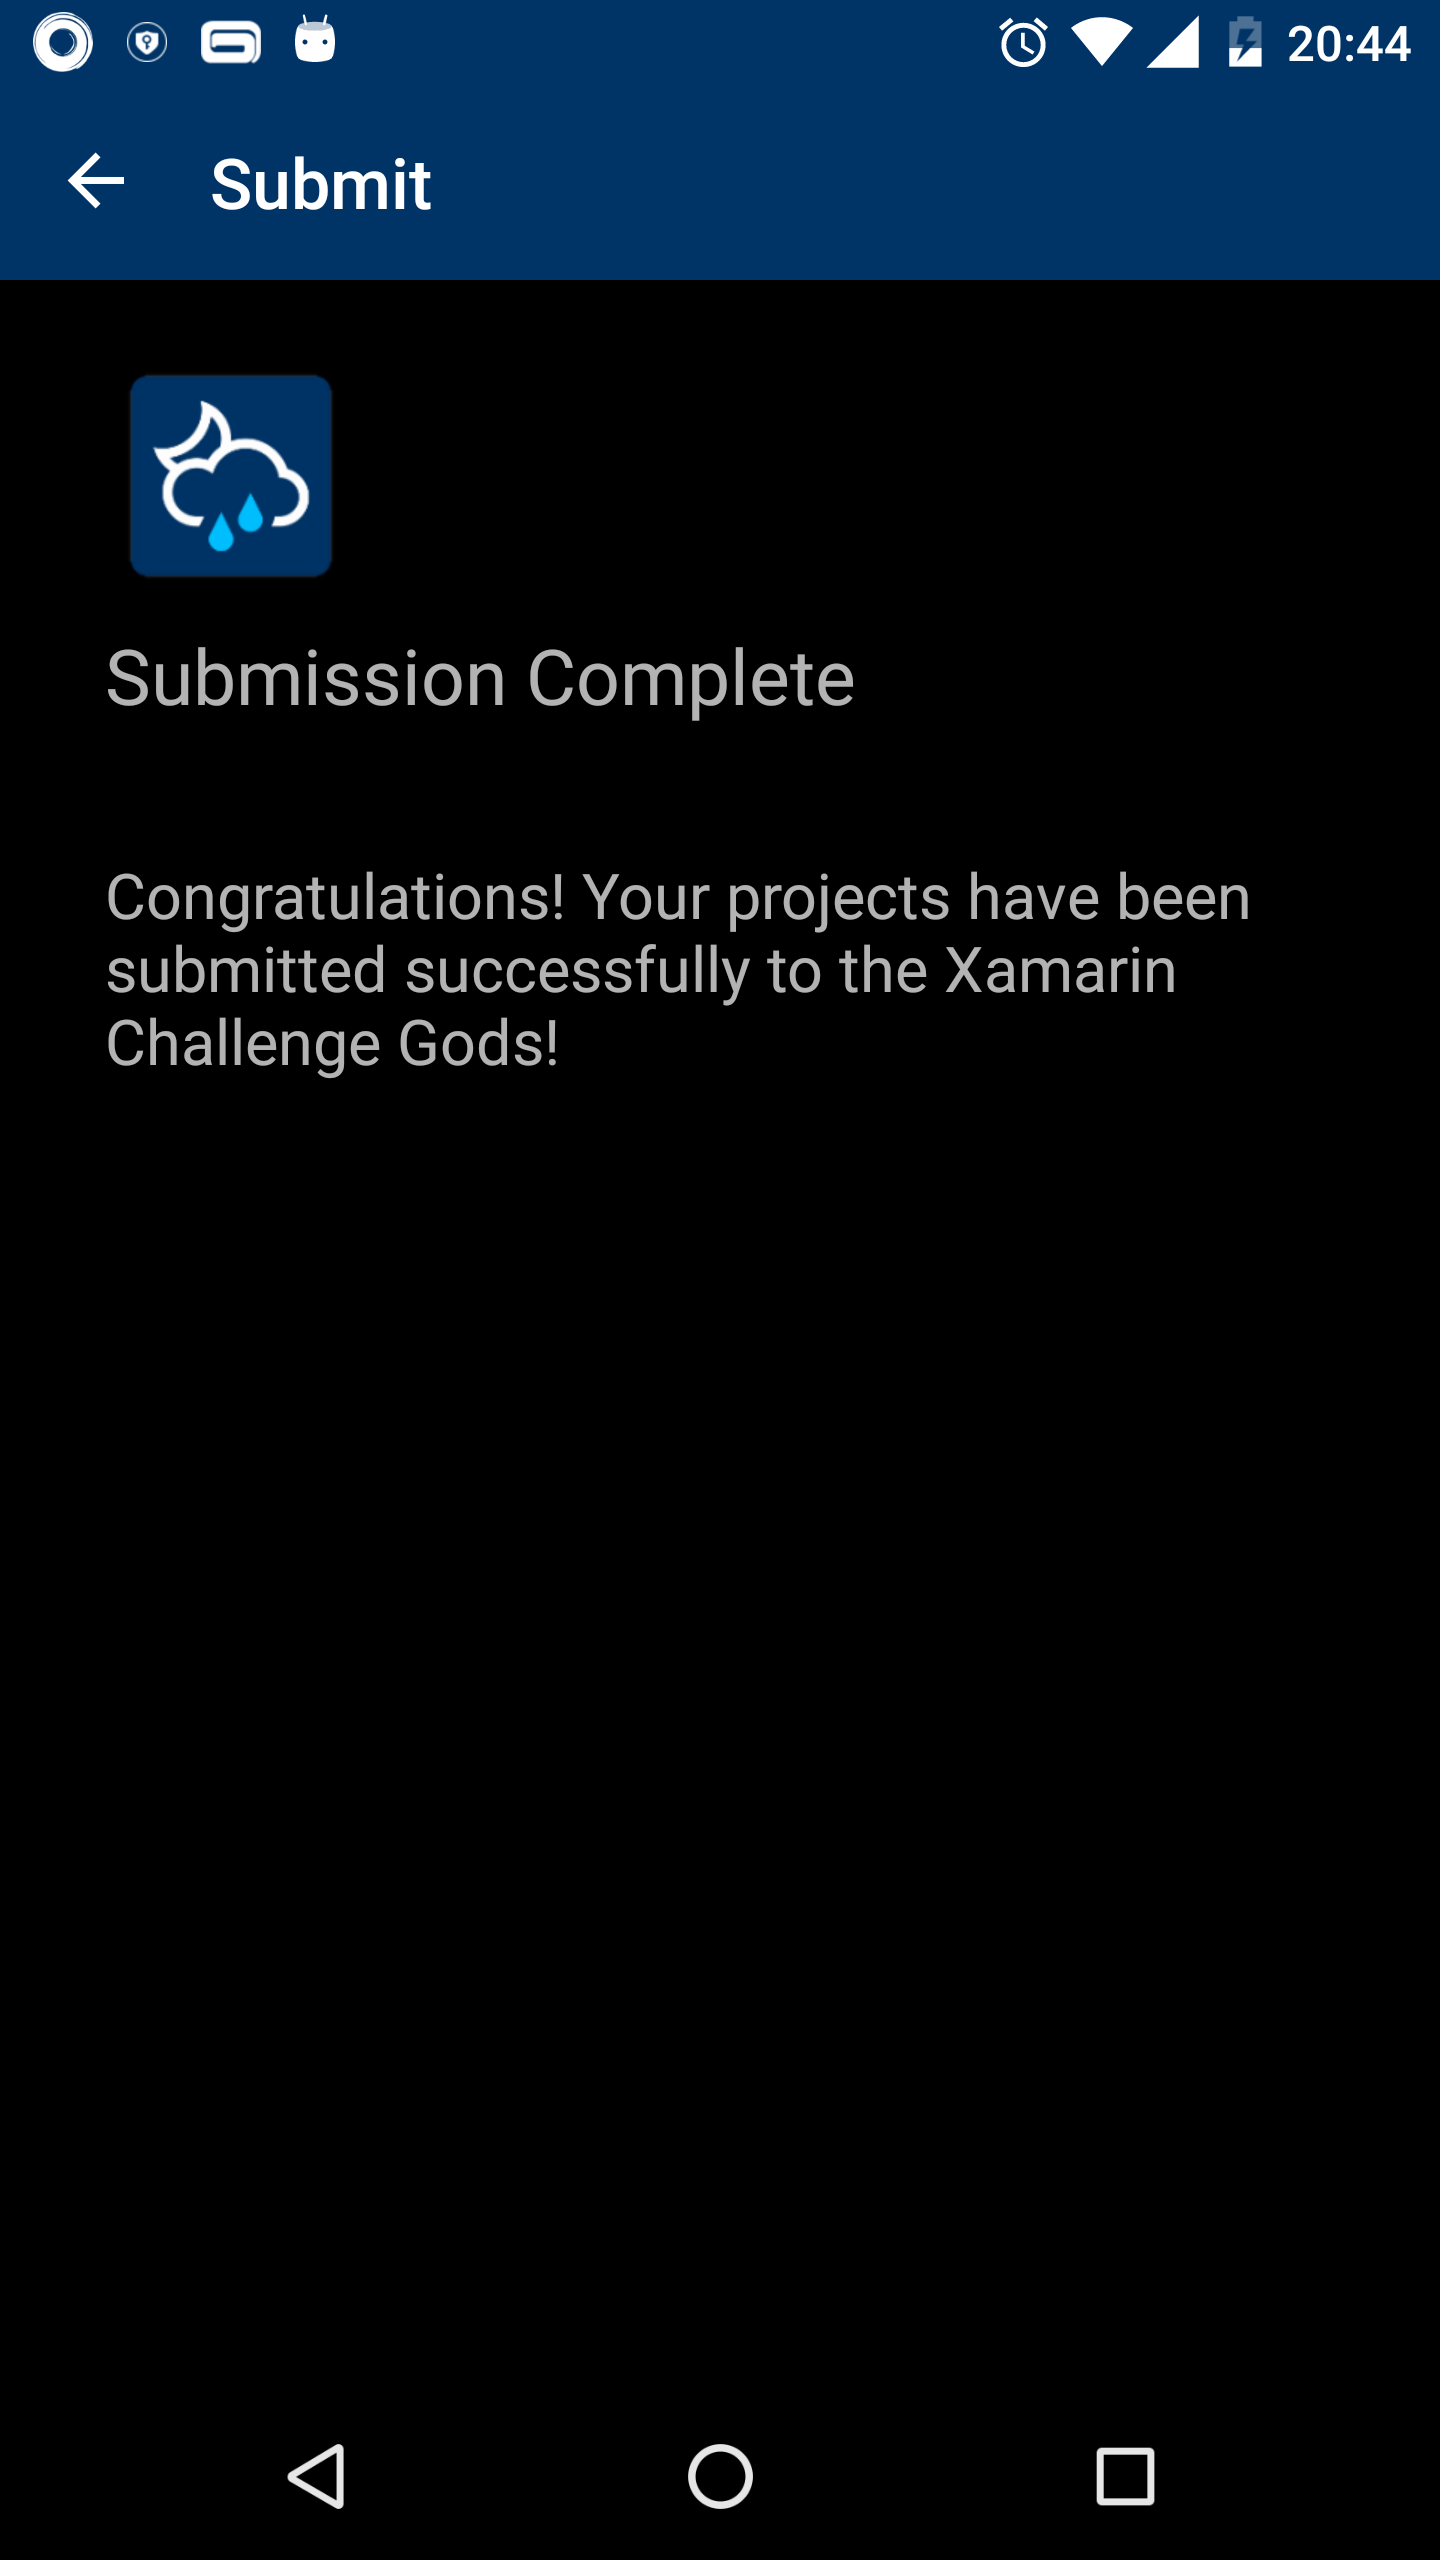 20:44
Submit
Submission Complete
Congratulations! Your projects have been
submitted successfully to the Xamarin
Challenge Gods!